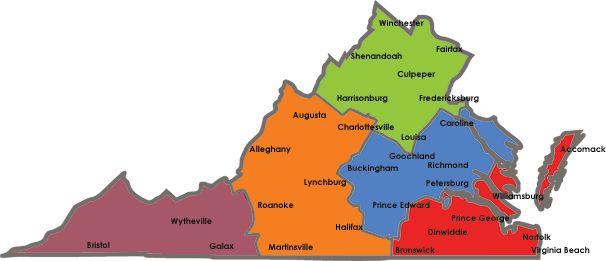 Winchester
Fairfax
Shenandoah
Culpeper
Harrisonburg
Fredericksburg
Augusta
Caroline
Charlottesville
Louisa
Accomack
Alleghany
Goochland
Buckingham
Richmond
Lynchburg
Petersburg
Williamsburg
Roanoke
Prince Edward
Wytheville
Prince George
Halifax
Dinwiddie
Norfolk
Bristol
Galax
Martinsville
Brunswick
Virginia Beach